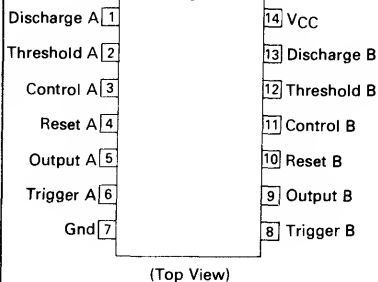 Discharge A 1 14 VCC
Threshold A 2 13 Discharge B
Control A 3 12 Threshold B
Reset A 4 11 Control B
Output A 5 10 Reset B
Trigger A 6 9 Output B
Gnd 7 8 Trigger B
(Top View)